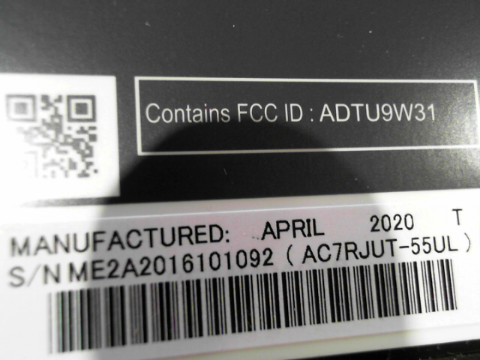 Contains FCC ID : ADTU9W31
MANUFACTURED: APRIL 2020 T
S/N ME2A2016101092 ( AC7RJUT-55UL )